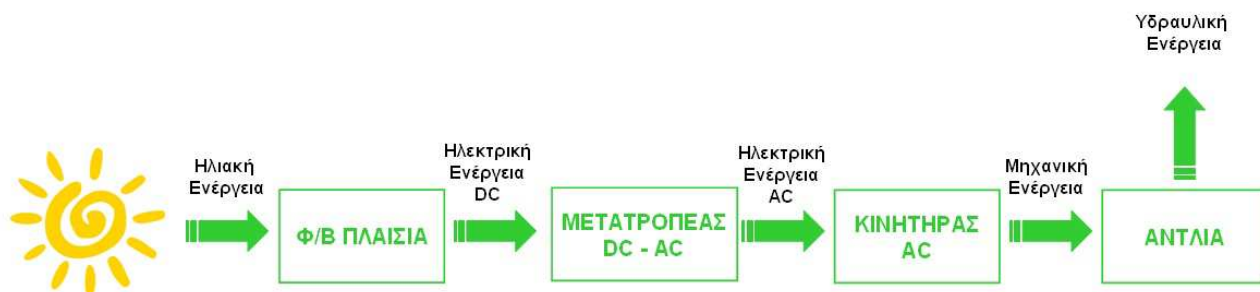 Ηλιακή
Ενέργεια
Φ/Β ΠΛΑΙΣΙΑ
Ηλεκτρική
Ενέργεια
DC
ΜΕΤΑΤΡΟΠΕΑΣ
DC - AC
Ηλεκτρική
Ενέργεια
AC
ΚΙΝΗΤΗΡΑΣ
AC
Μηχανική
Ενέργεια
ΑΝΤΛΙΑ
Υδραυλική
Ενέργεια